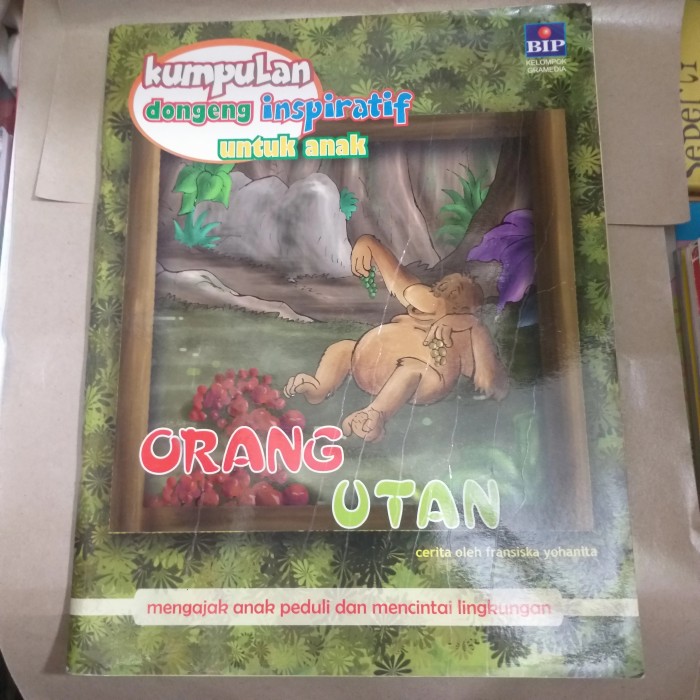 kumpulan
dongeng inspiratif
untuk anak
BIP
KELOMPOK
GRAMEDIA
ORANG
UTAN
cerita oleh fransiska yohanita
mengajak anak peduli dan mencintai lingkungan
seperti